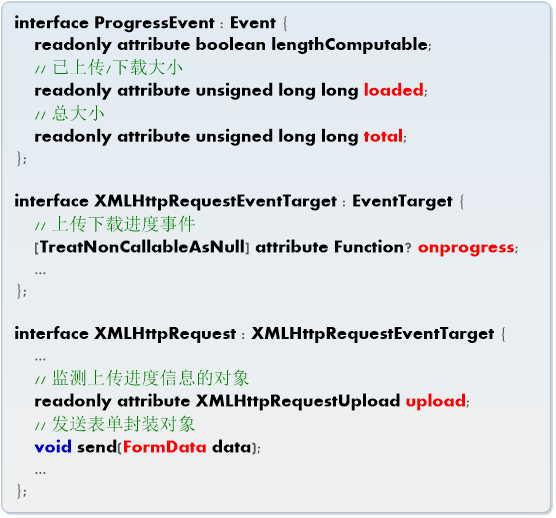 interface ProgressEvent : Event {
readonly attribute boolean lengthComputable;
// 已上传/下载大小
readonly attribute unsigned long long loaded;
// 总大小
readonly attribute unsigned long long total;
};
interface XMLHttpRequestEventTarget : EventTarget {
// 上传下载进度事件
[TreatNonCallableAsNull] attribute Function? onprogress;
...
};
interface XMLHttpRequest : XMLHttpRequestEventTarget {
...
// 监测上传进度信息的对象
readonly attribute XMLHttpRequestUpload upload;
// 发送表单封装对象
void send(FormData data);
...
};